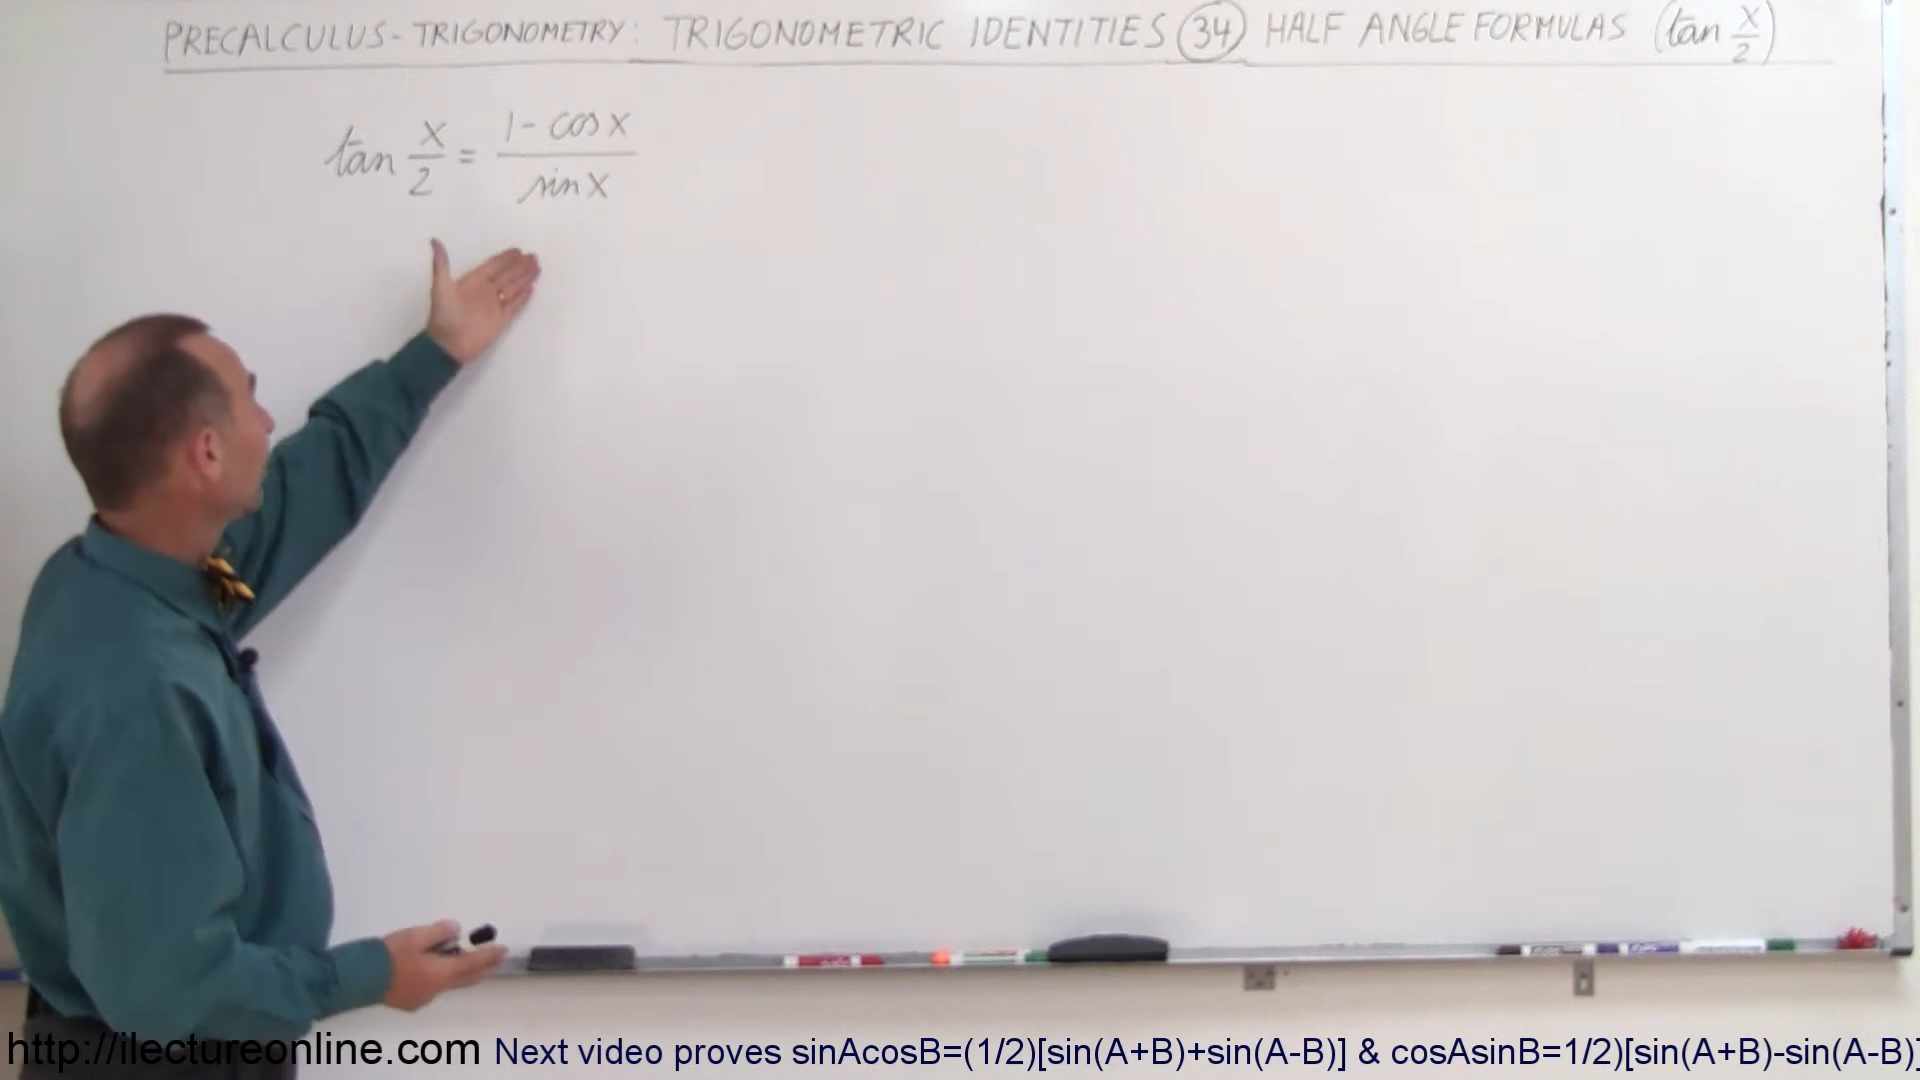 PRECALCULUS - TRIGONOMETRY: TRIGONOMETRIC IDENTITIES 34 HALF ANGLE FORMULAS (tan x/2)
tan x/2 = 1 - cos x / sin x
http://ilectureonline.com Next video proves sinAcosB=(1/2)[sin(A+B)+sin(A-B)] & cosAsinB=1/2)[sin(A+B)-sin(A-B)]